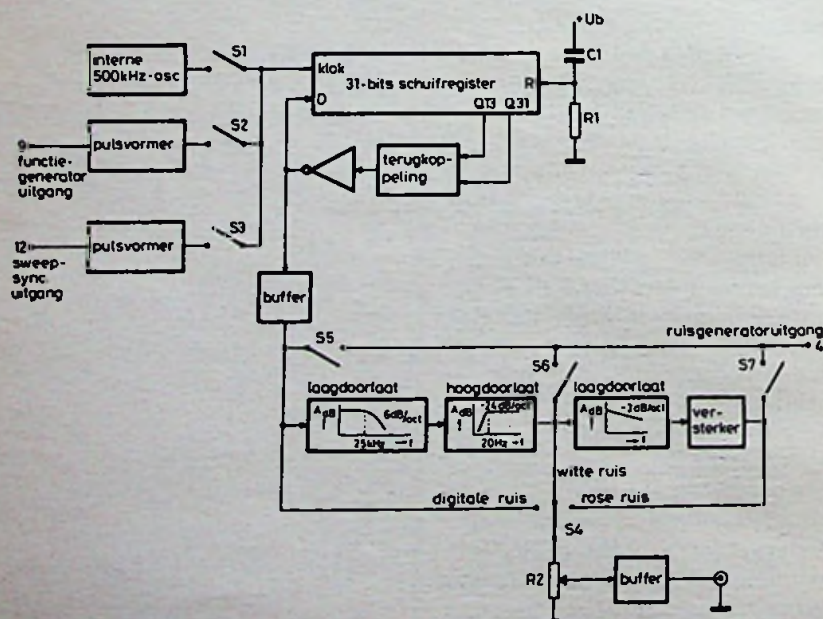 +Ub
C1
interne
500kHz-osc
S1
klok
31-bits schuifregister
R
D
Q13 Q31
R1
S2
pulsvormer
9
functie-
generator
uitgang
terugkop-
peling
S3
pulsvormer
12
sweep-
sync.
uitgang
buffer
ruisgeneratoruitgang
4
S5
S6
S7
laagdoorlaat
hoogdoorlaat
laagdoorlaat
AdB
6dB/oct
25kHz → f
AdB
-24dB/oct
20Hz → f
AdB
-3dB/oct
→ f
ver-
sterker
witte ruis
digitale ruis
rose ruis
S4
R2
buffer